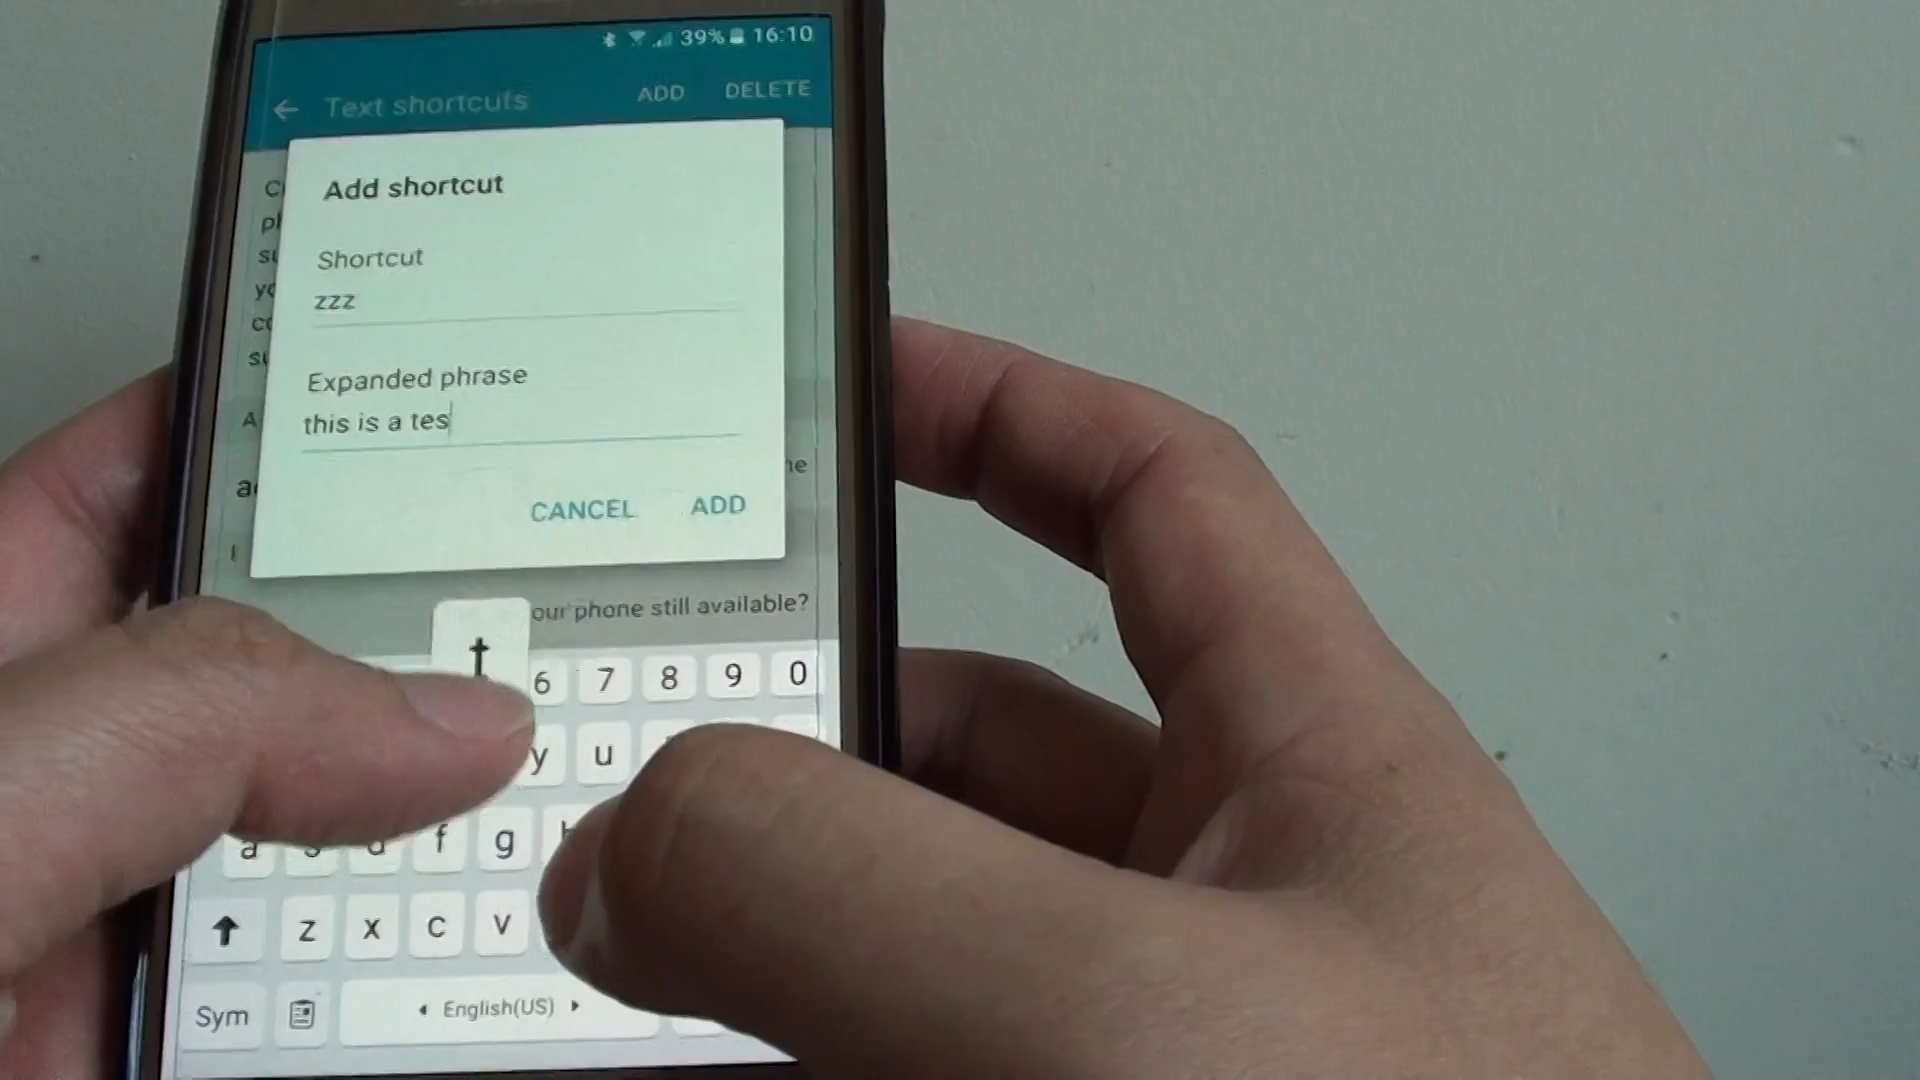 39% 16:10
Text shortcuts ADD DELETE
Add shortcut
Shortcut
zzz
Expanded phrase
this is a tes
CANCEL ADD
our phone still available?
t
6 7 8 9 0
y u
a f g
z x c v
Sym English(US)